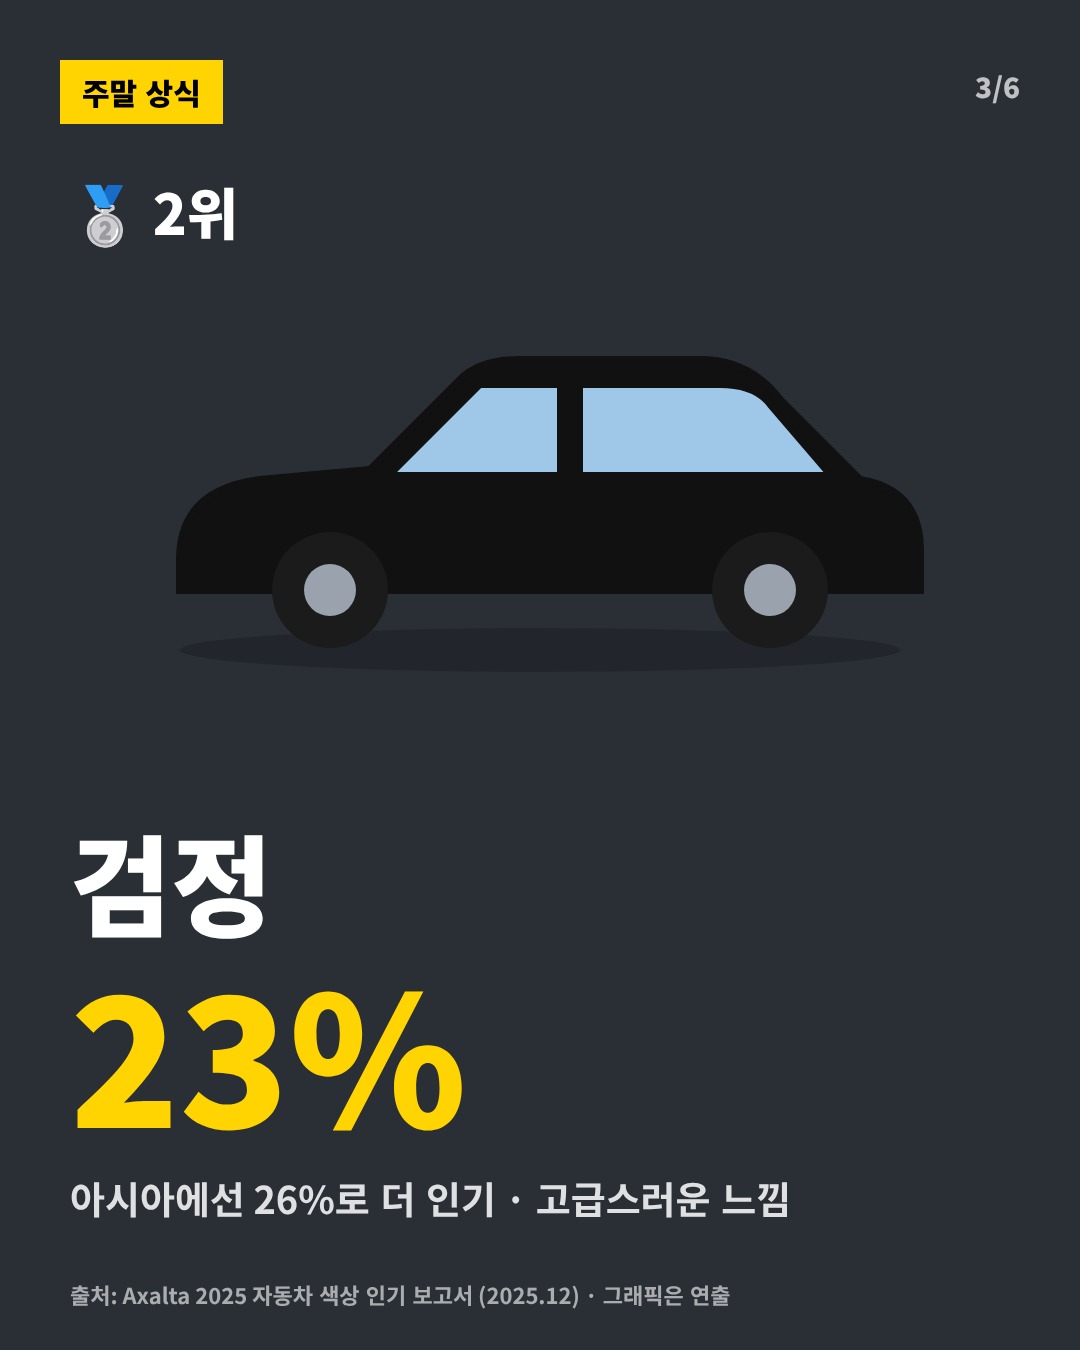 주말 상식
3/6
2위
검정
23%
아시아에선 26%로 더 인기 · 고급스러운 느낌
출처: Axalta 2025 자동차 색상 인기 보고서 (2025.12) · 그래픽은 연출